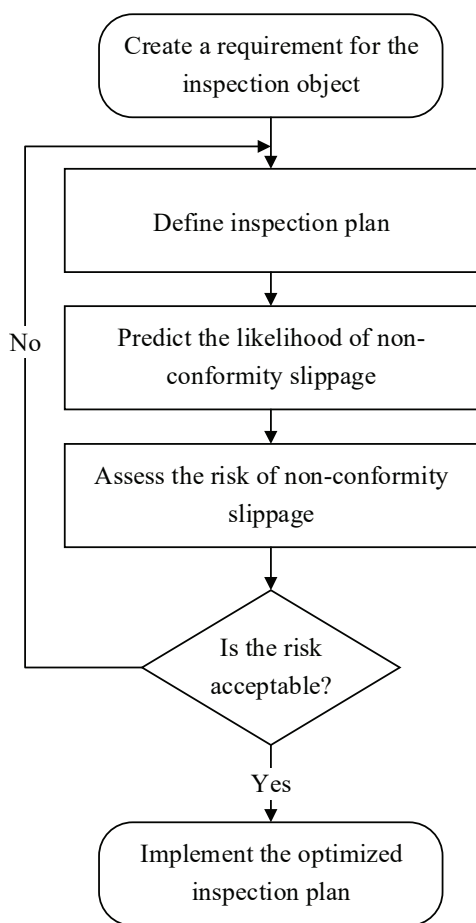 Create a requirement for the
inspection object
Define inspection plan
No
Predict the likelihood of non-
conformity slippage
Assess the risk of non-conformity
slippage
Is the risk
acceptable?
Yes
Implement the optimized
inspection plan